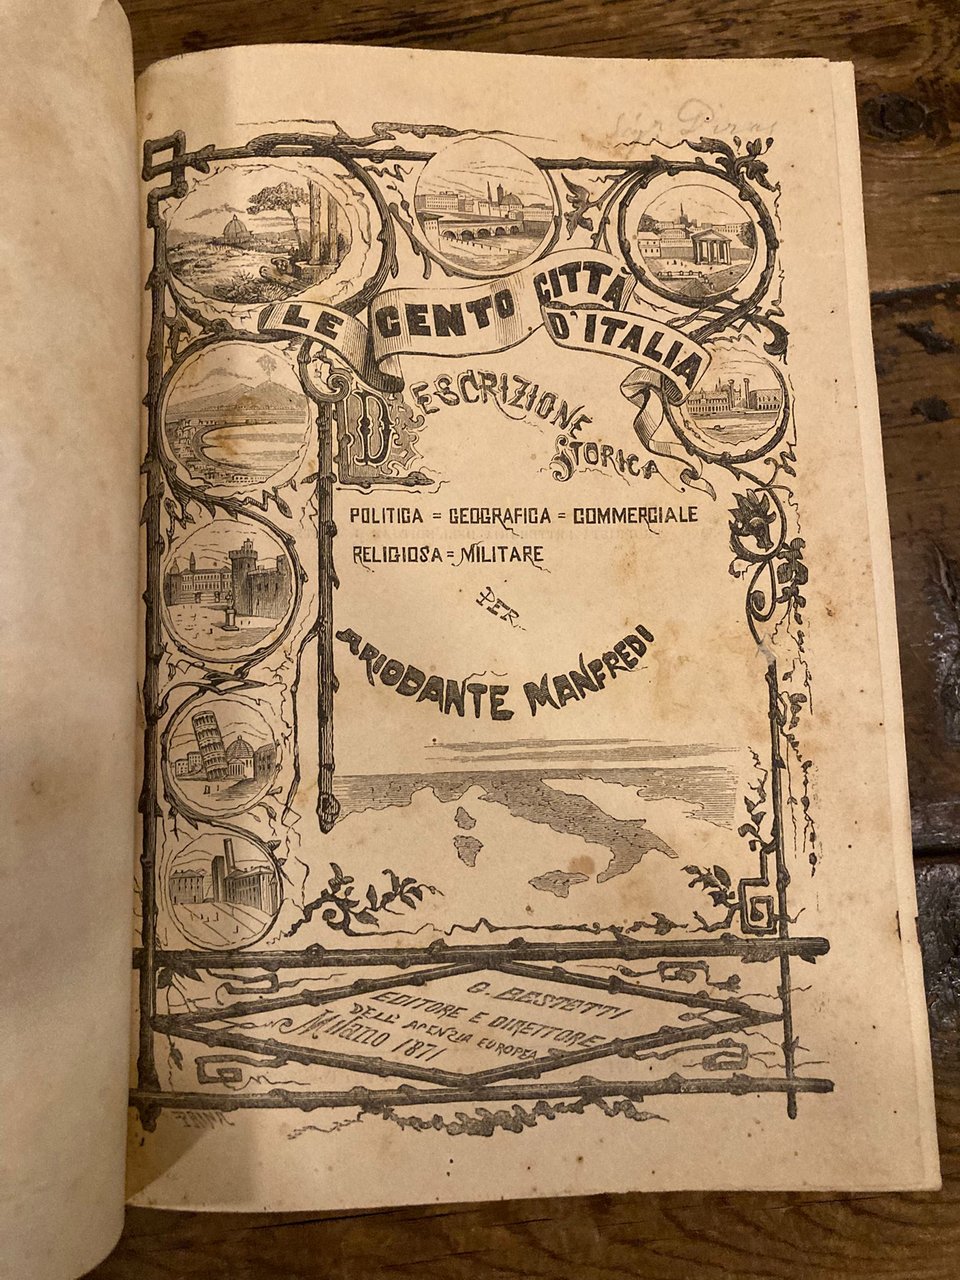 LE CENTO CITTÀ
D'ITALIA
DESCRIZIONE
STORICA
POLITICA = GEOGRAFICA = COMMERCIALE
RELIGIOSA = MILITARE
PER
ARIODANTE MANFREDI
G. BESTETTI
EDITORE E DIRETTORE
DELL' AGENZIA EUROPEA
Milano 1871